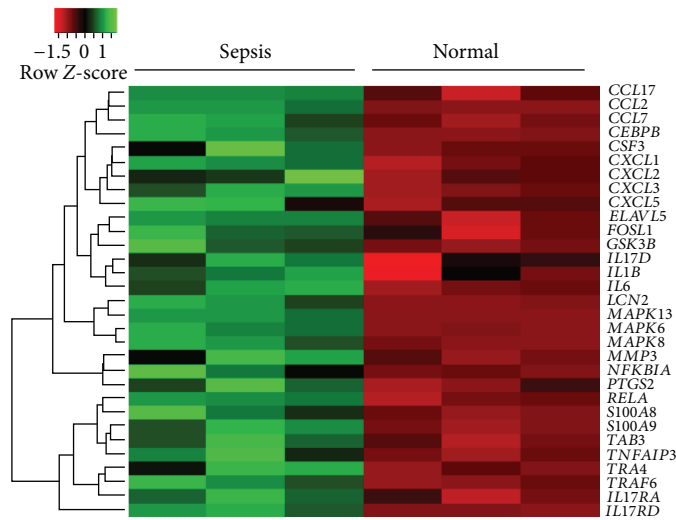 −1.5 0 1
Row Z-score
Sepsis Normal
CCL17
CCL2
CCL7
CEBPB
CSF3
CXCL1
CXCL2
CXCL3
CXCL5
ELAVL5
FOSL1
GSK3B
IL17D
IL1B
IL6
LCN2
MAPK13
MAPK6
MAPK8
MMP3
NFKBIA
PTGS2
RELA
S100A8
S100A9
TAB3
TNFAIP3
TRA4
TRAF6
IL17RA
IL17RD